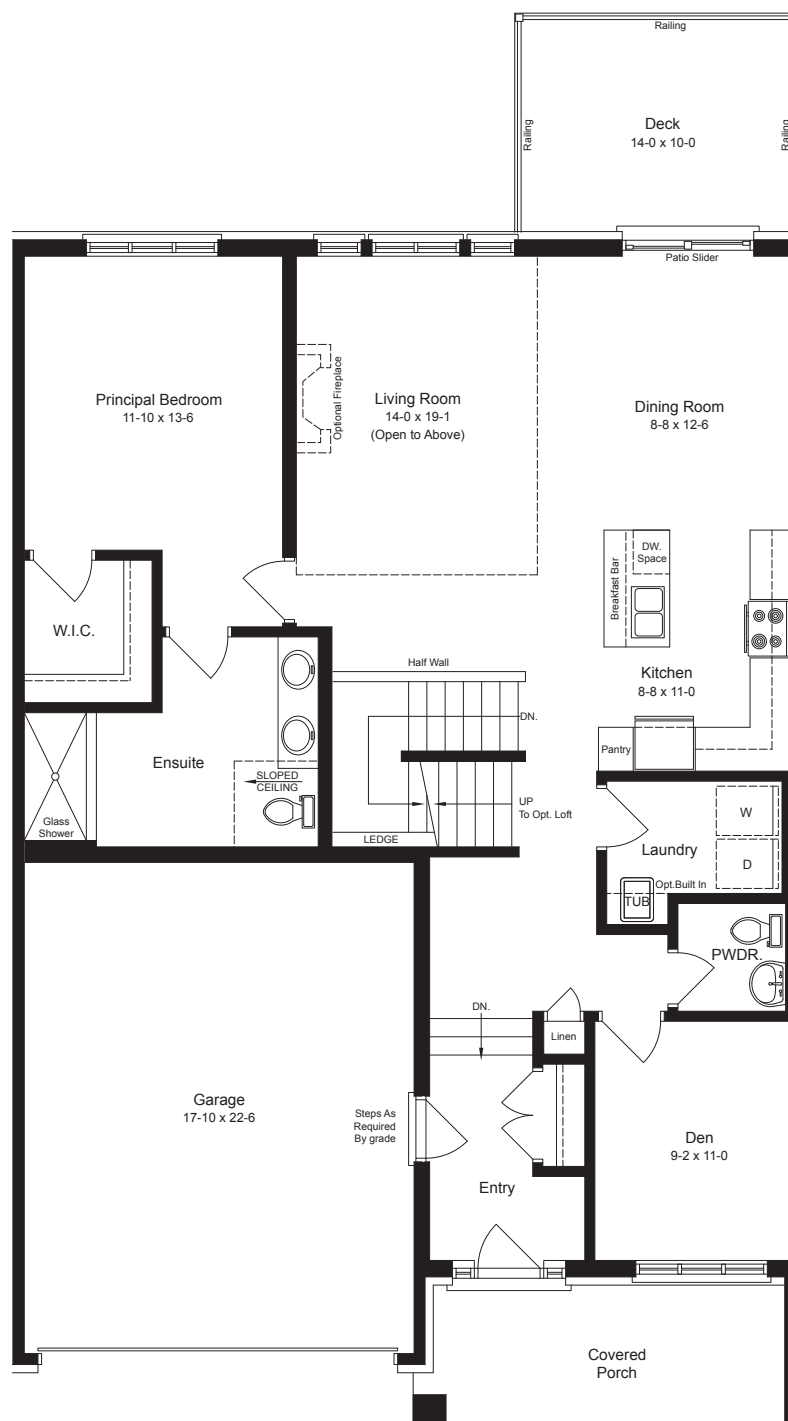 Railing
Railing
Deck
14-0 x 10-0
Railing
Patio Slider
Principal Bedroom
11-10 x 13-6
Optional Fireplace
Living Room
14-0 x 19-1
(Open to Above)
Dining Room
8-8 x 12-6
Breakfast Bar
DW.
Space
W.I.C.
Half Wall
Kitchen
8-8 x 11-0
DN.
Pantry
Ensuite
SLOPED
CEILING
Glass
Shower
UP
To Opt. Loft
LEDGE
W
Laundry
D
Opt.Built In
TUB
PWDR.
DN.
Linen
Garage
17-10 x 22-6
Steps As
Required
By grade
Den
9-2 x 11-0
Entry
Covered
Porch